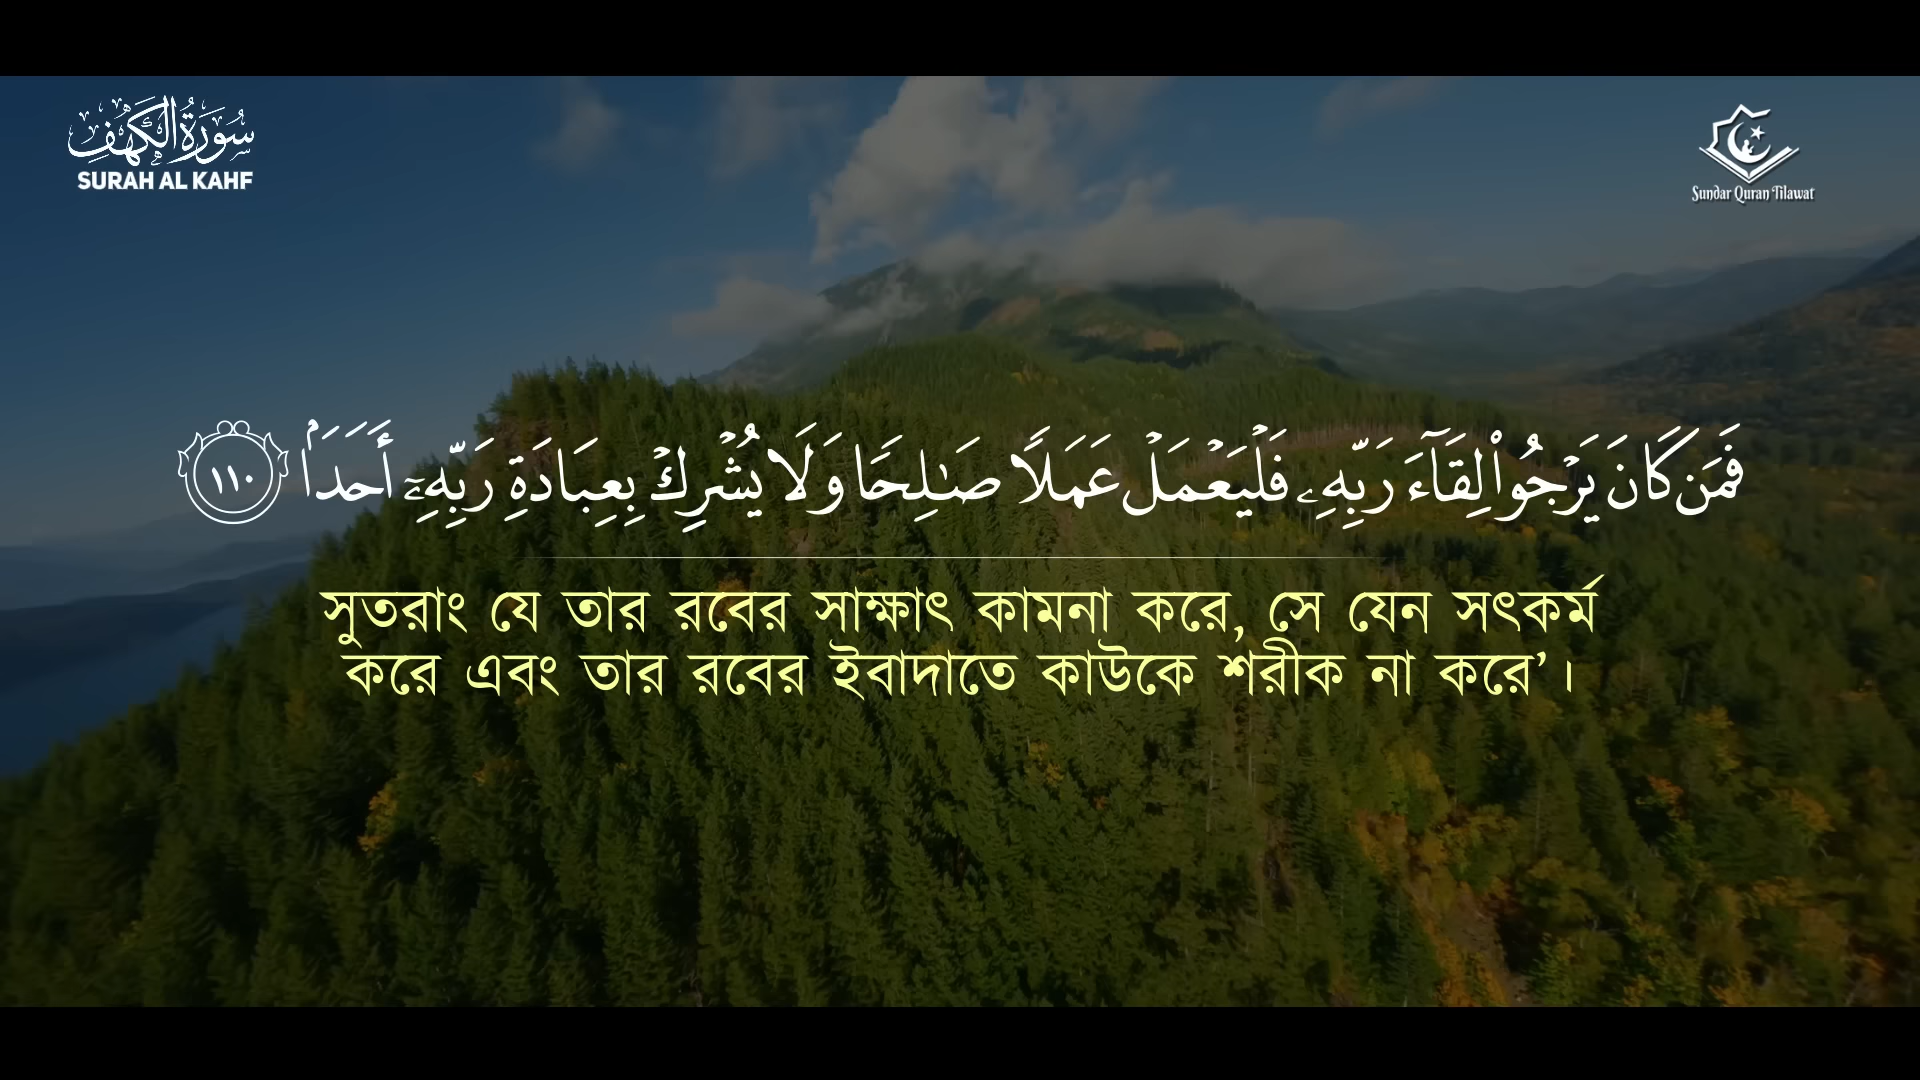 سُورَةُ الكَهْفِ
SURAH AL KAHF
Sundar Quran Tilawat
فَمَن كَانَ يَرْجُوا۟ لِقَآءَ رَبِّهِۦ فَلْيَعْمَلْ عَمَلًا صَـٰلِحًا وَلَا يُشْرِكْ بِعِبَادَةِ رَبِّهِۦٓ أَحَدَۢا ١١٠
সুতরাং যে তার রবের সাক্ষাৎ কামনা করে, সে যেন সৎকর্ম
করে এবং তার রবের ইবাদাতে কাউকে শরীক না করে’।